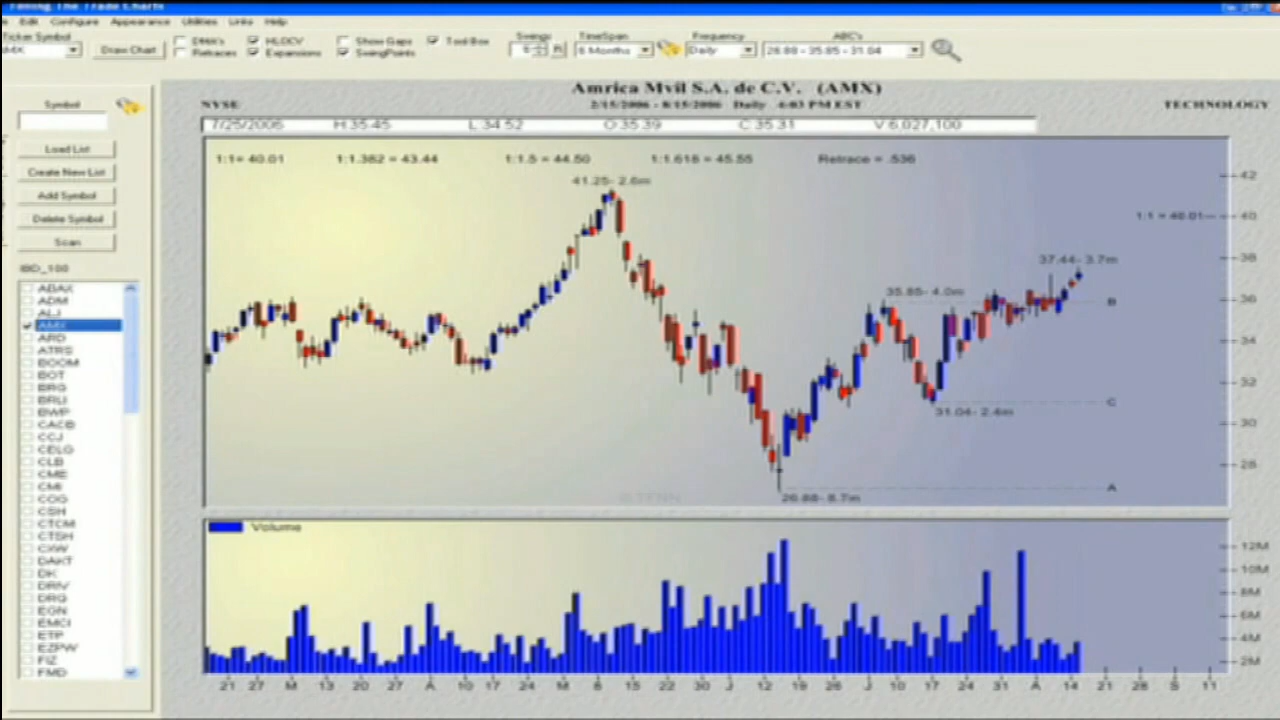 Edit Configure Appearance Utilities Links Help
Ticker Symbol
AMX
Draw Chart
DMA's
Retraces
HLOCV
Expansions
Show Gaps
SwingPoints
Tool Box
Swings
TimeSpan
6 Months
Frequency
Daily
ABC's
26.88 - 35.85 - 31.04
Amrica Mvil S.A. de C.V. (AMX)
NYSE
2/15/2006 - 8/15/2006 Daily 4:03 PM EST
TECHNOLOGY
7/25/2006 H:35.45 L:34.52 O:35.39 C:35.31 V:6,027,100
Symbol
Load List
Create New List
Add Symbol
Delete Symbol
Scan
IBD_100
ABAX
ADM
ALJ
AMX
ARD
ATRS
BOOM
BOT
BRG
BRLI
BWP
CACB
CCJ
CELG
CLB
CME
CMI
COG
CSH
CTCM
CTSH
CXW
DAKT
DK
DRIV
DRQ
EGN
EMCI
ETP
EZPW
FIZ
FMD
1:1= 40.01 1:1.382 = 43.44 1:1.5 = 44.50 1:1.618 = 45.55 Retrace = .536
41.25- 2.6m
1:1 = 40.01
37.44- 3.7m
35.85- 4.0m
B
31.04- 2.4m
C
26.88- 8.7m
A
42
40
38
36
34
32
30
28
Volume
12M
10M
8M
6M
4M
2M
21 27 M 13 20 27 A 10 17 24 M 8 15 22 30 J 12 19 26 J 10 17 24 31 A 14 21 28 S 11